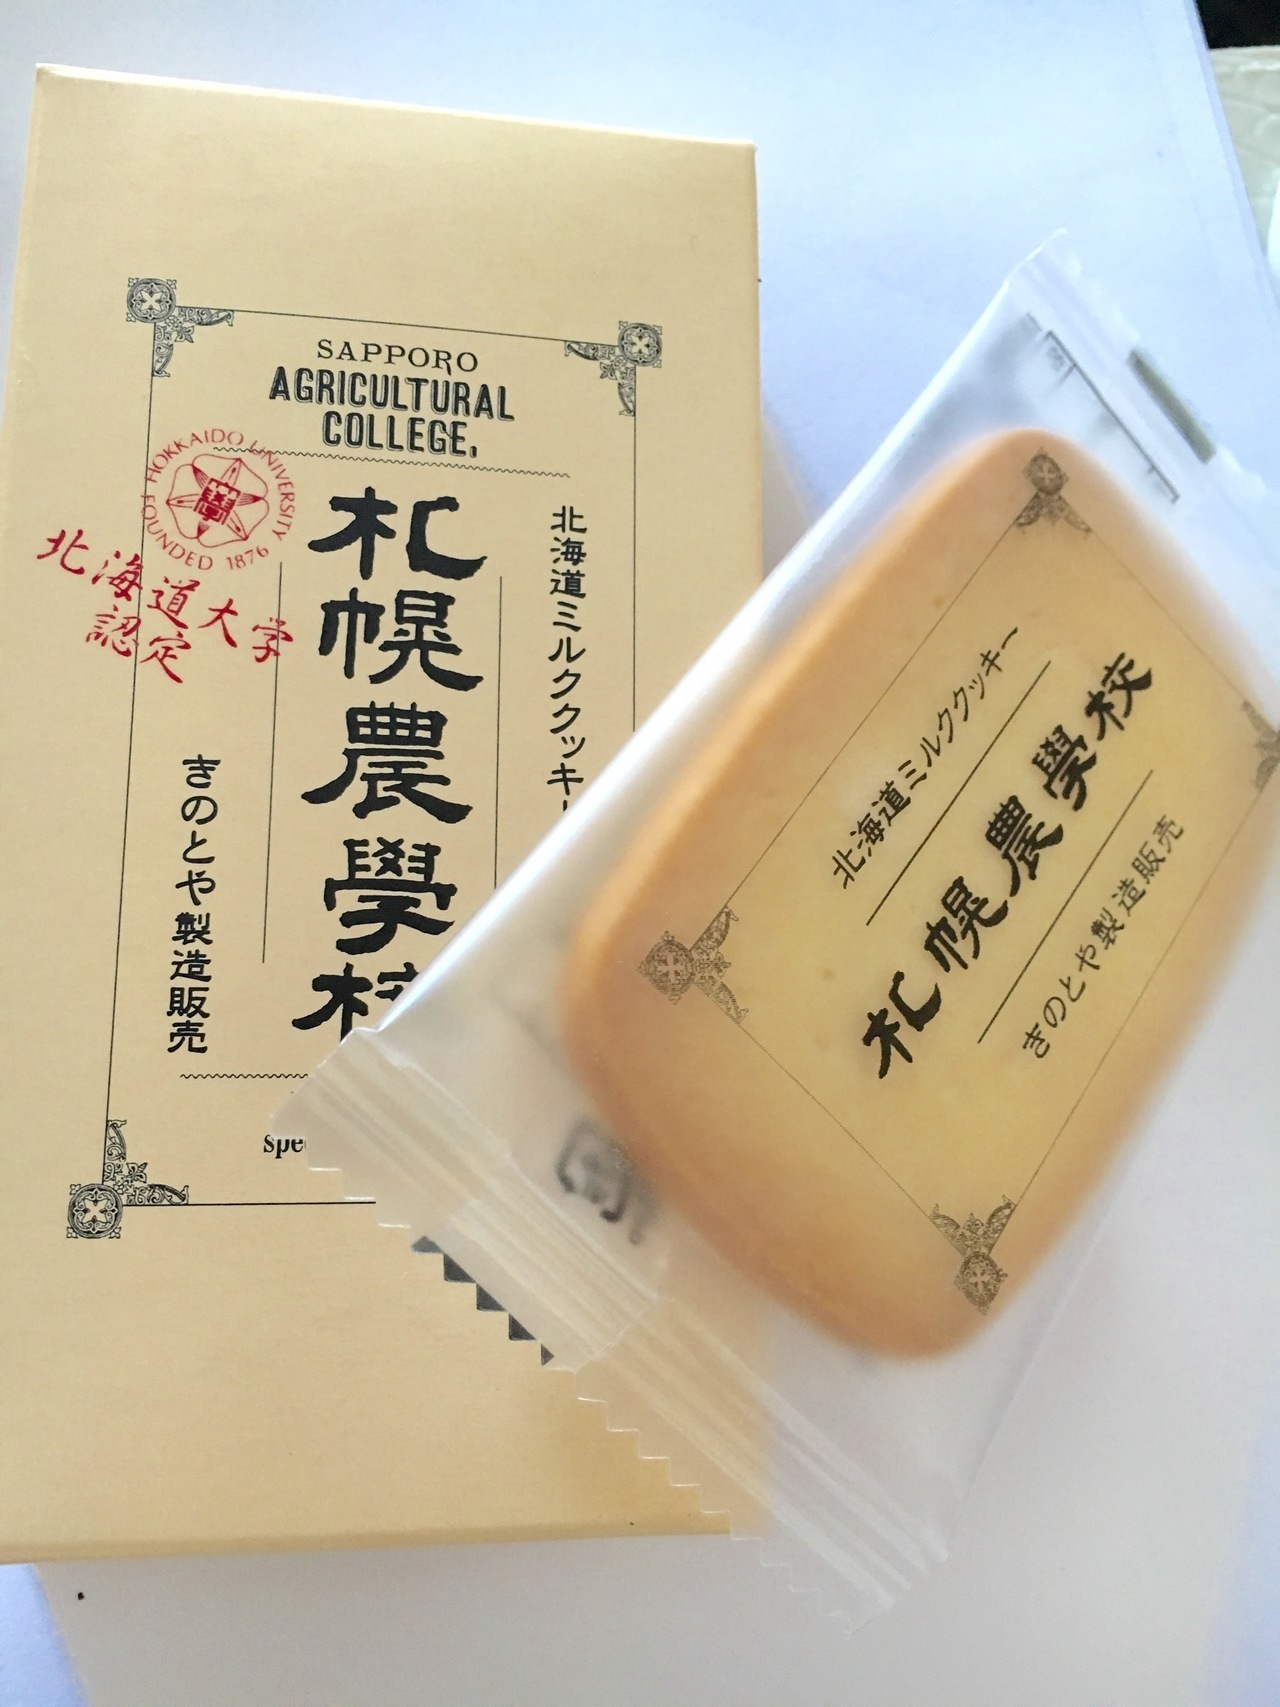 SAPPORO
AGRICULTURAL
COLLEGE,
HOKKAIDO UNIVERSITY
FOUNDED 1876
北海道大学
認定
北海道ミルククッキー
札幌農學校
きのとや製造販売
北海道ミルククッキー
札幌農學校
きのとや製造販売